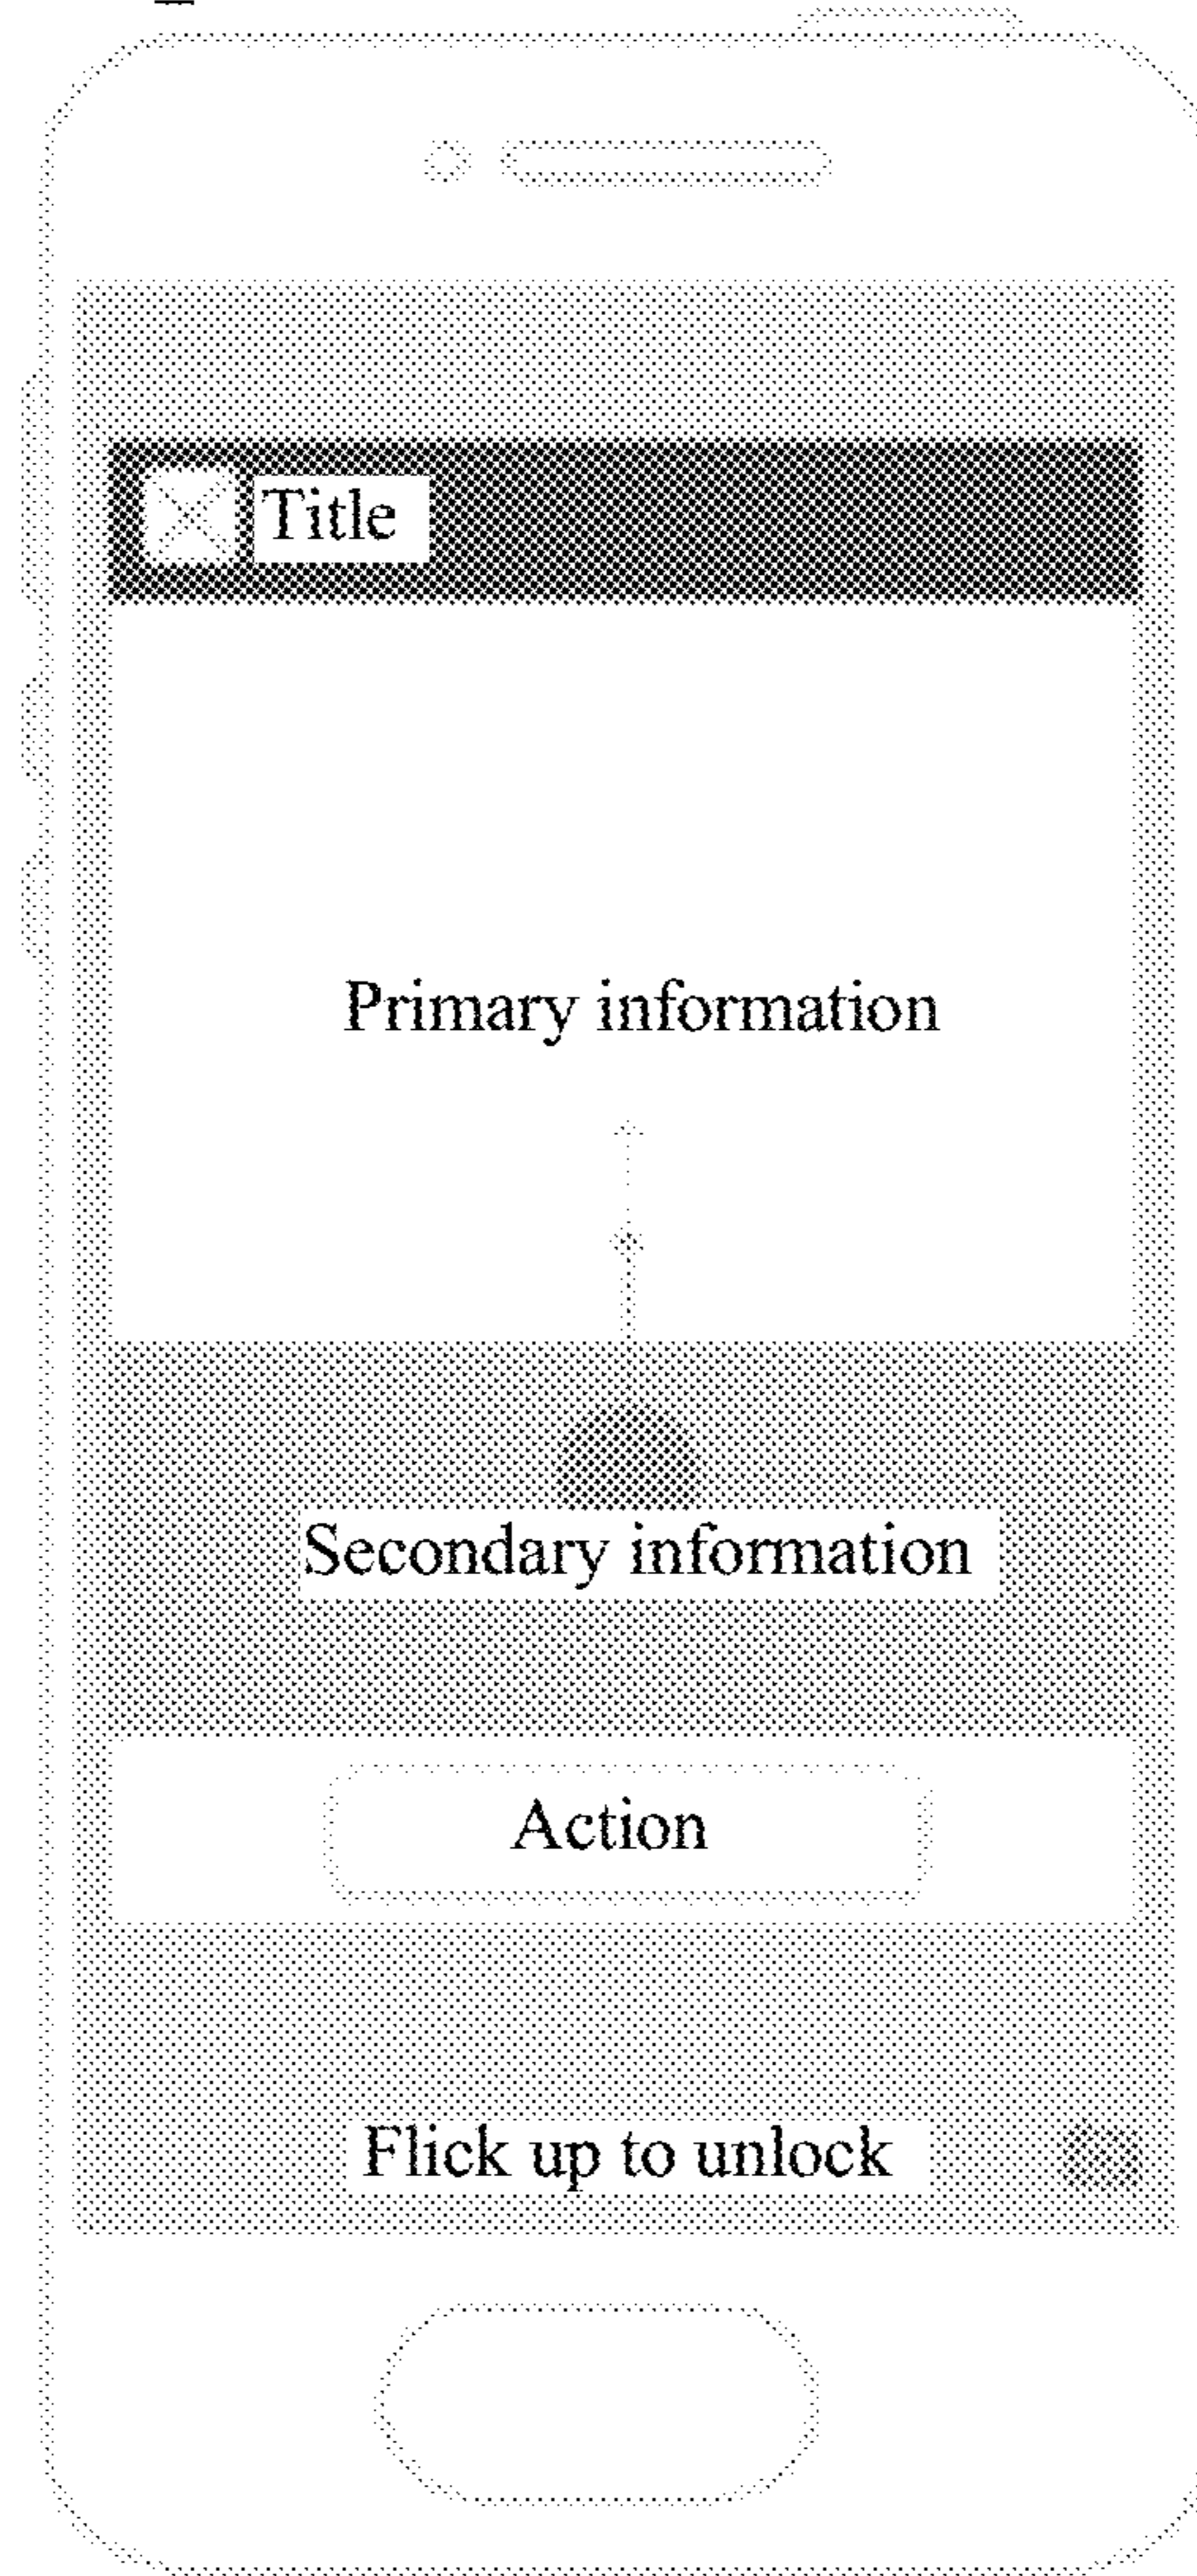 Title
Primary information
Secondary information
Action
Flick up to unlock